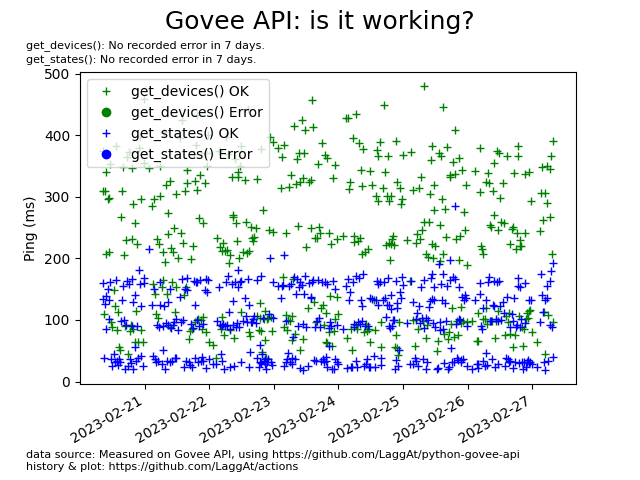 Govee API: is it working?
get_devices(): No recorded error in 7 days.
get_states(): No recorded error in 7 days.
500
400
300
200
100
0
Ping (ms)
get_devices() OK
get_devices() Error
get_states() OK
get_states() Error
2023-02-21
2023-02-22
2023-02-23
2023-02-24
2023-02-25
2023-02-26
2023-02-27
data source: Measured on Govee API, using https://github.com/LaggAt/python-govee-api
history & plot: https://github.com/LaggAt/actions